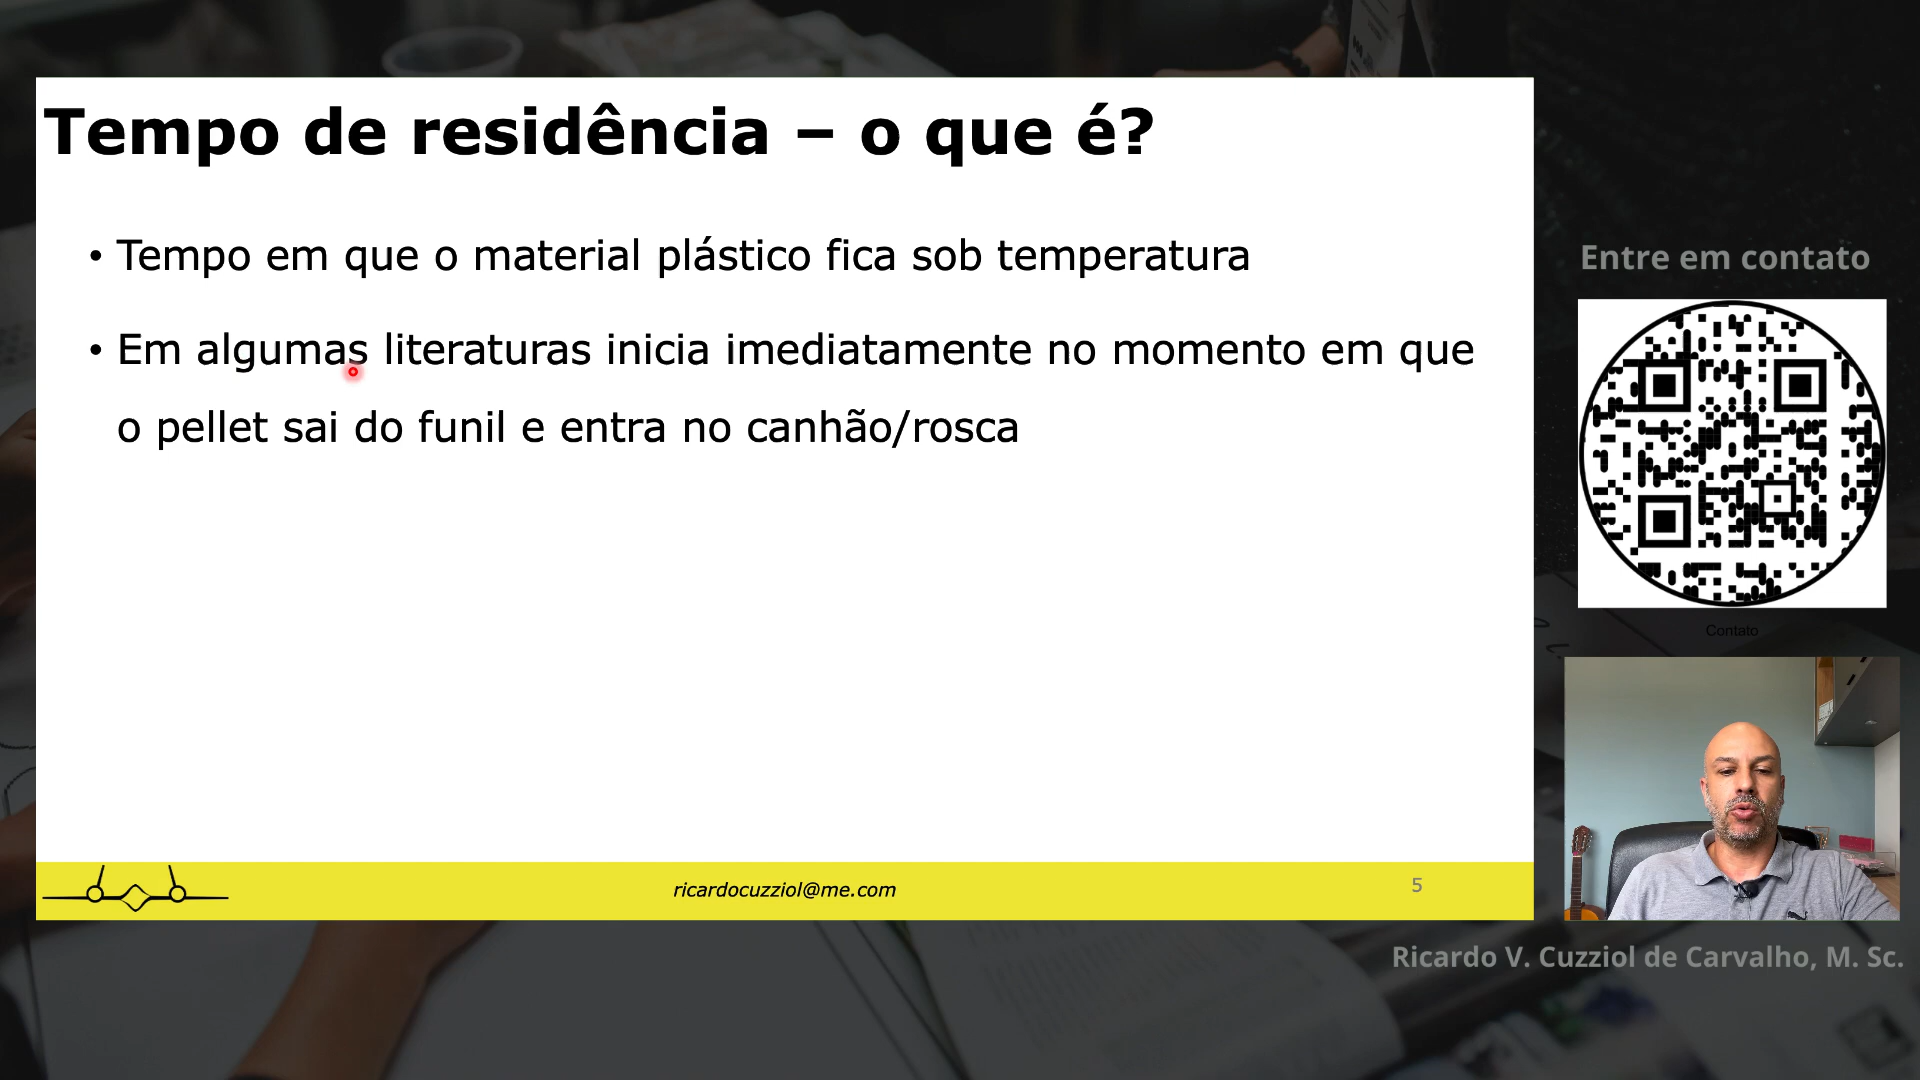 Tempo de residência – o que é?
• Tempo em que o material plástico fica sob temperatura
• Em algumas literaturas inicia imediatamente no momento em que
o pellet sai do funil e entra no canhão/rosca
ricardocuzziol@me.com
5
Entre em contato
Contato
Ricardo V. Cuzziol de Carvalho, M. Sc.